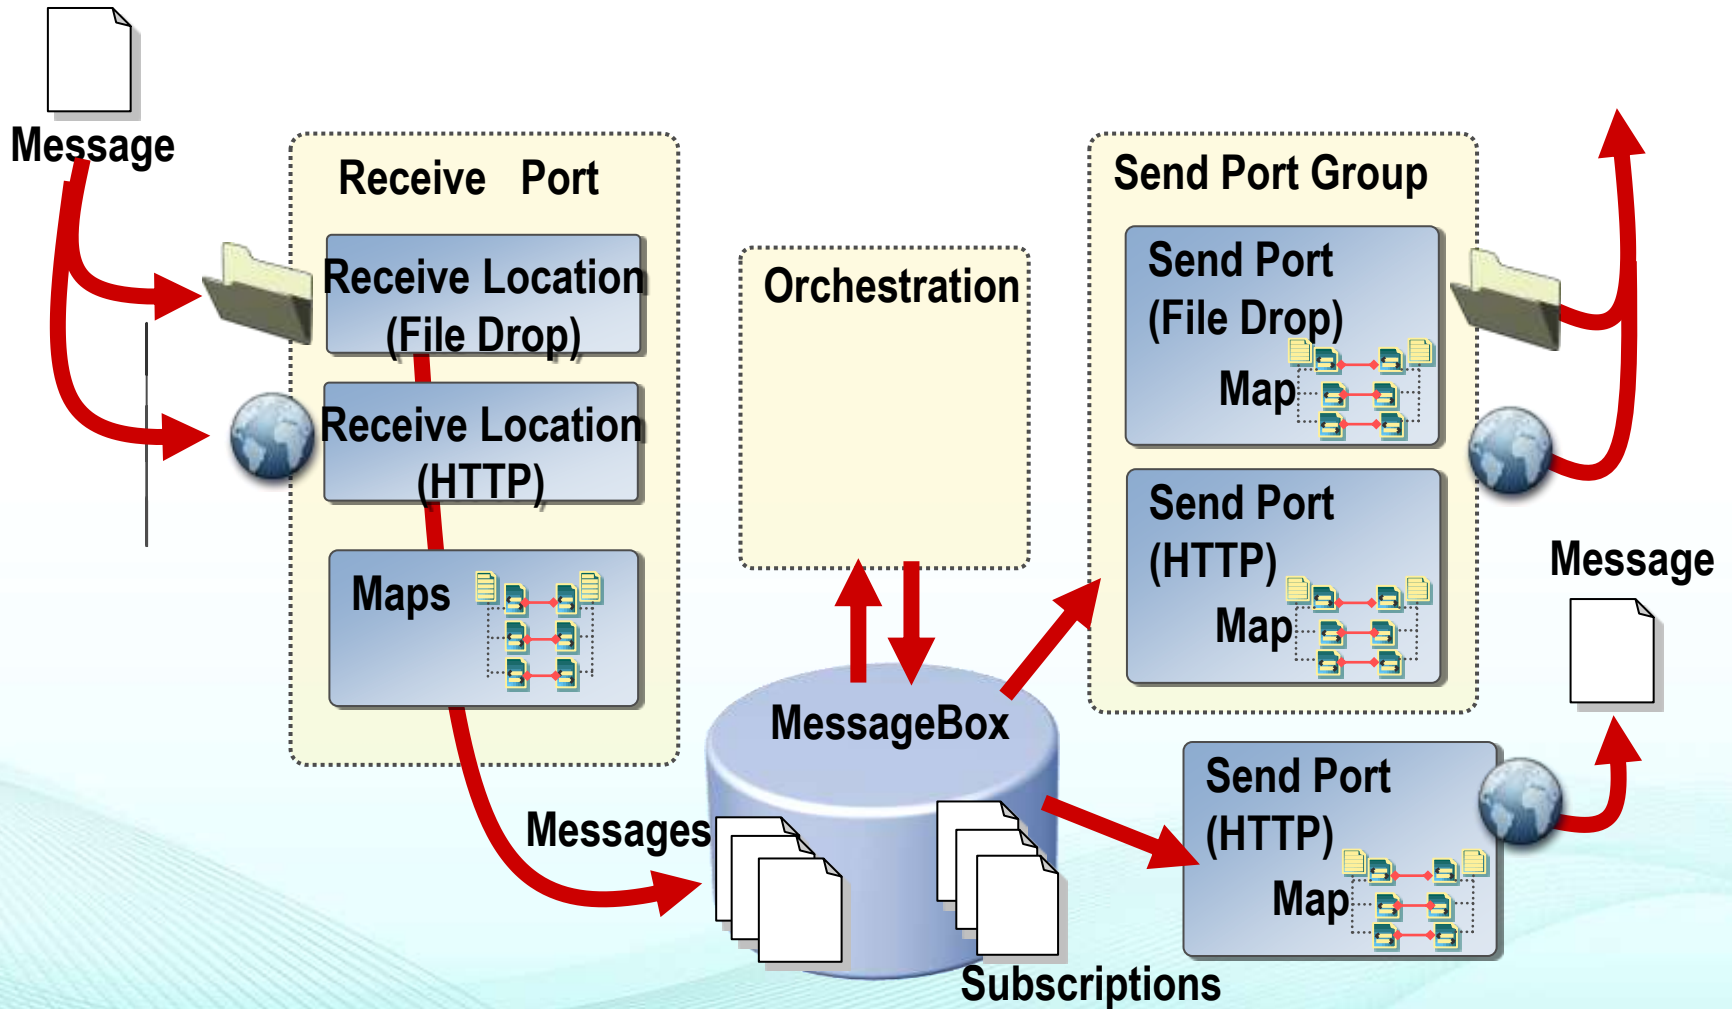 Message
Receive Port
Receive Location
(File Drop)
Receive Location
(HTTP)
Maps
Orchestration
MessageBox
Messages
Subscriptions
Send Port Group
Send Port
(File Drop)
Map
Send Port
(HTTP)
Map
Send Port
(HTTP)
Map
Message